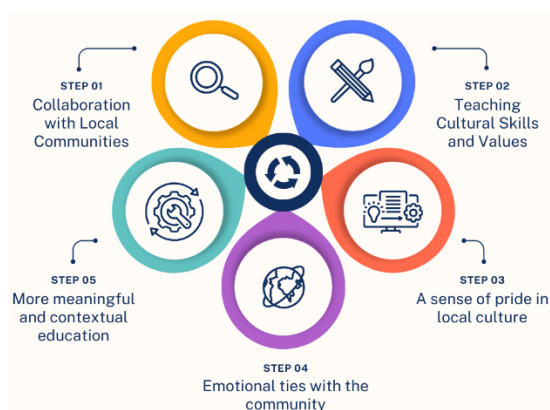 STEP 01
Collaboration
with Local
Communities
STEP 02
Teaching
Cultural Skills
and Values
STEP 03
A sense of pride in
local culture
STEP 04
Emotional ties with the
community
STEP 05
More meaningful
and contextual
education